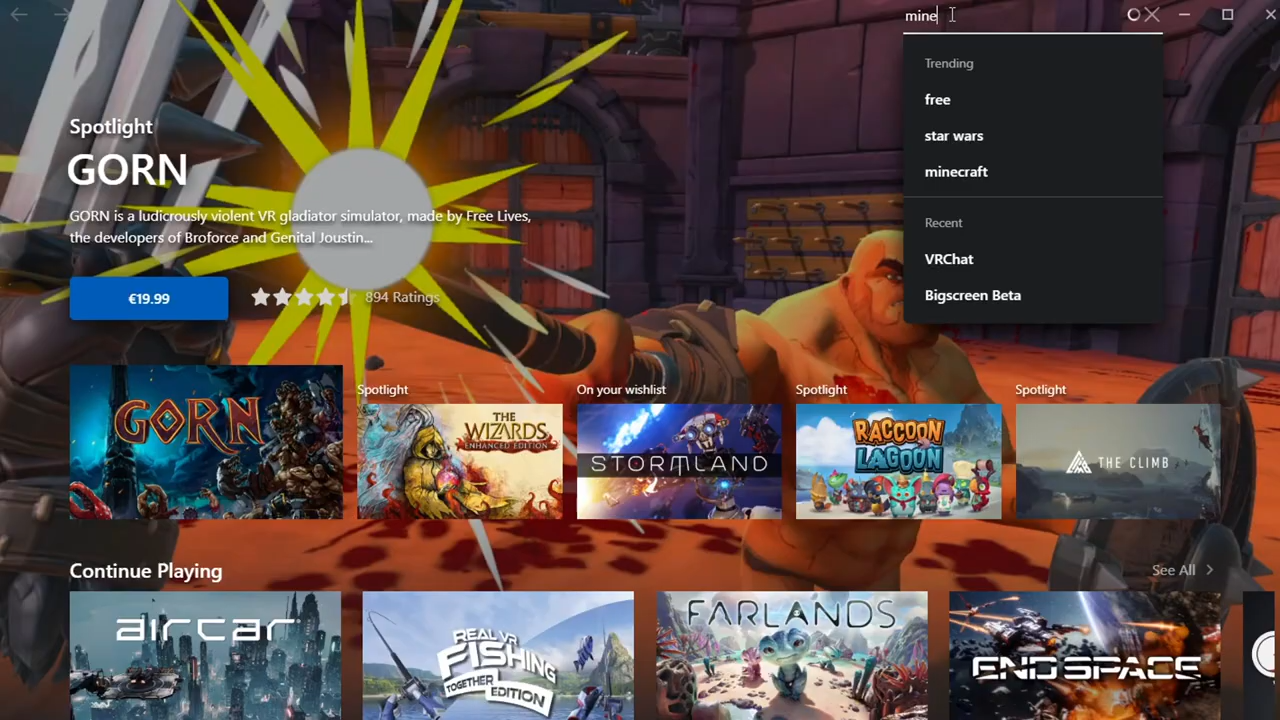 mine
Trending
free
star wars
minecraft
Recent
VRChat
Bigscreen Beta
Spotlight
GORN
GORN is a ludicrously violent VR gladiator simulator, made by Free Lives,
the developers of Broforce and Genital Joustin...
€19.99
894 Ratings
GORN
Spotlight
THE
WIZARDS
ENHANCED EDITION
On your wishlist
STORMLAND
Spotlight
RACCOON
LAGOON
Spotlight
THE CLIMB
Continue Playing
See All
aircar
REAL VR
FISHING
TOGETHER
EDITION
FARLANDS
END SPACE